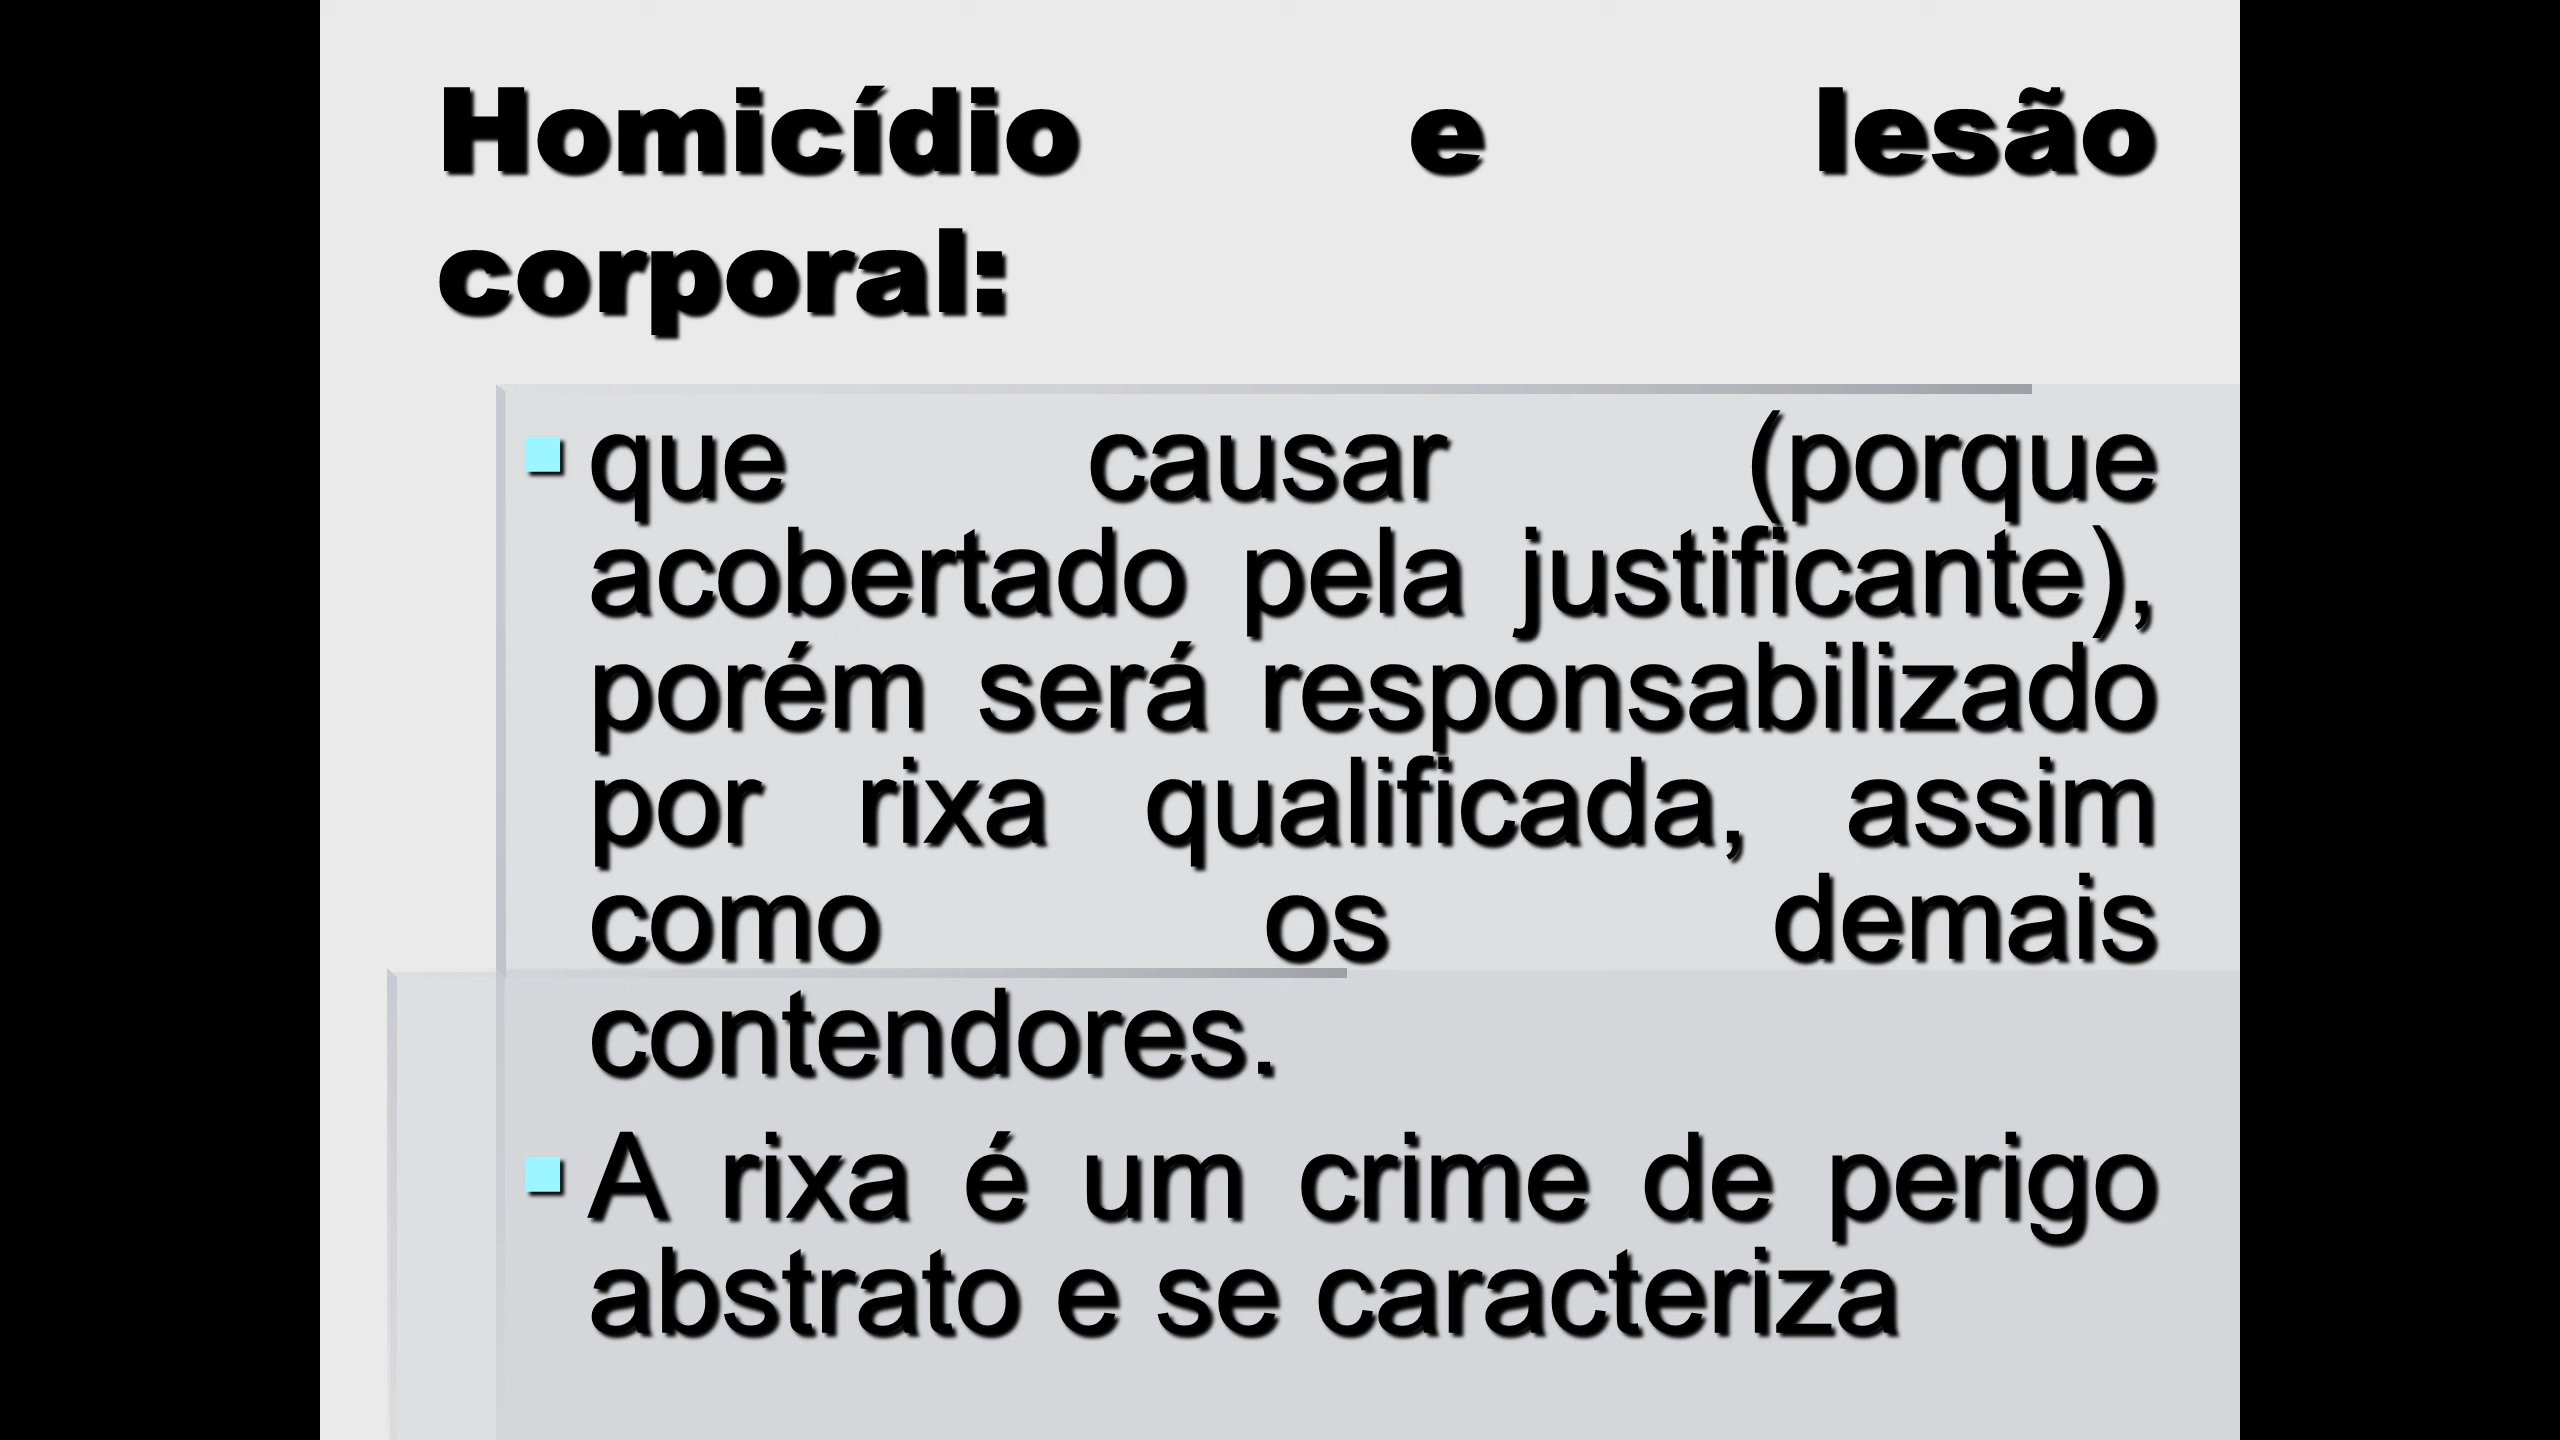 Homicídio e lesão
corporal:
que causar (porque
acobertado pela justificante),
porém será responsabilizado
por rixa qualificada, assim
como os demais
contendores.
A rixa é um crime de perigo
abstrato e se caracteriza